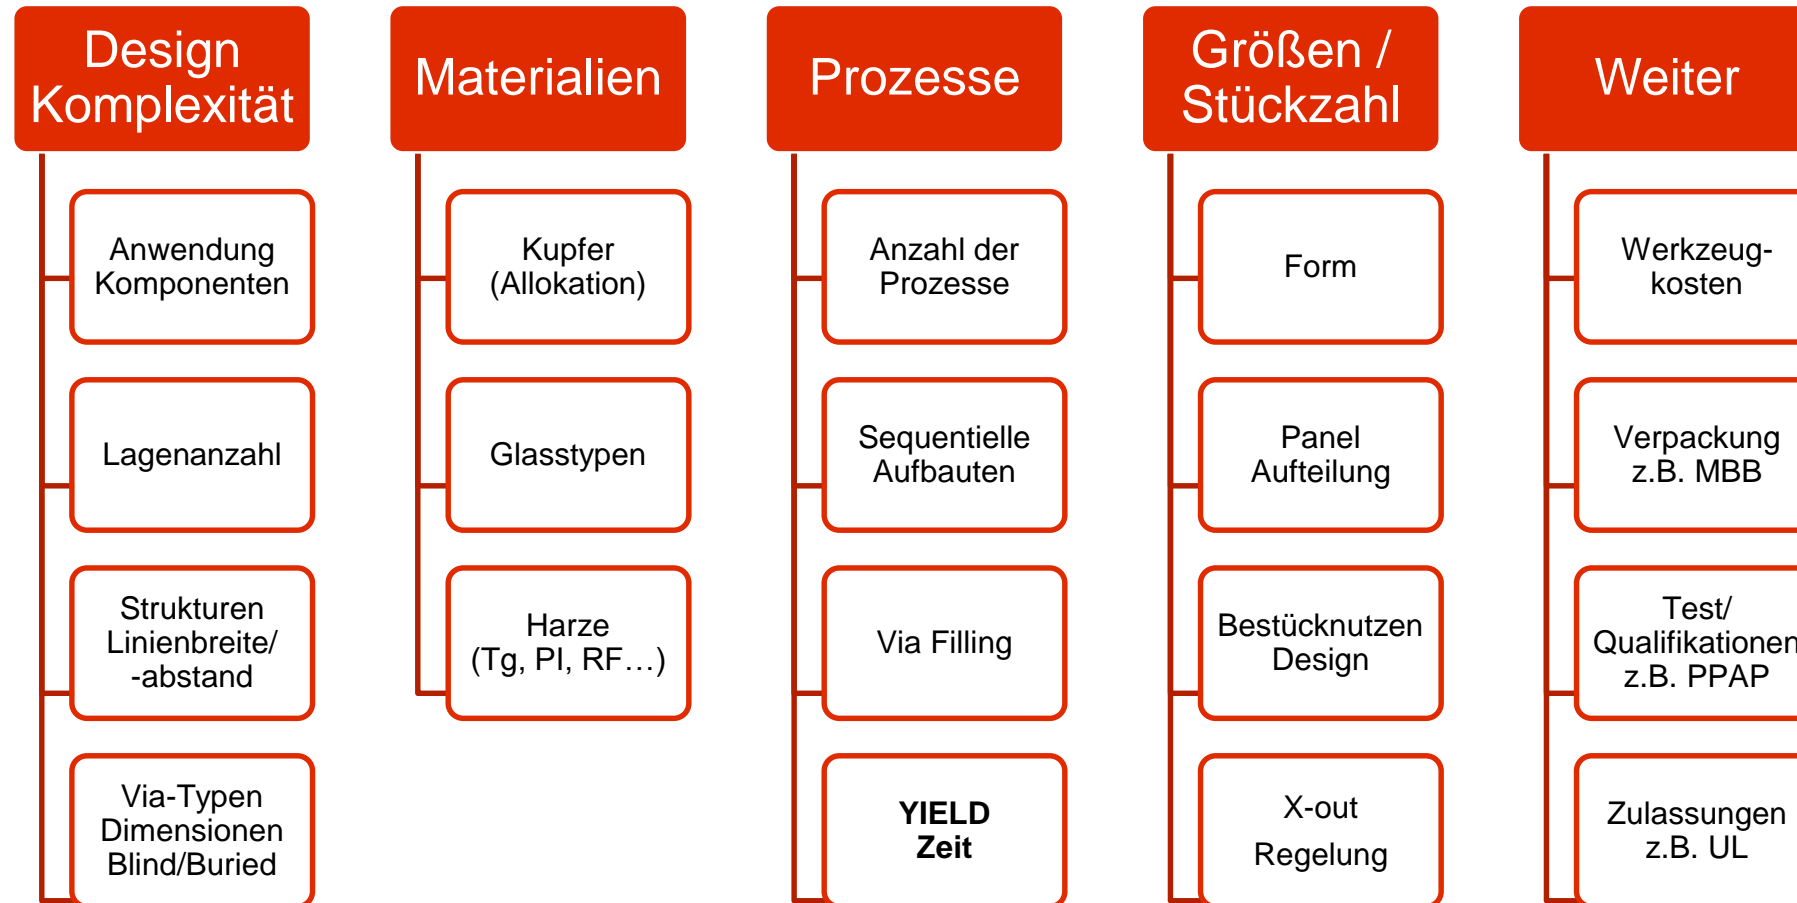 Design
Komplexität
Anwendung
Komponenten
Lagenanzahl
Strukturen
Linienbreite/
-abstand
Via-Typen
Dimensionen
Blind/Buried
Materialien
Kupfer
(Allokation)
Glasstypen
Harze
(Tg, PI, RF…)
Prozesse
Anzahl der
Prozesse
Sequentielle
Aufbauten
Via Filling
YIELD
Zeit
Größen /
Stückzahl
Form
Panel
Aufteilung
Bestücknutzen
Design
X-out
Regelung
Weiter
Werkzeug-
kosten
Verpackung
z.B. MBB
Test/
Qualifikationen
z.B. PPAP
Zulassungen
z.B. UL